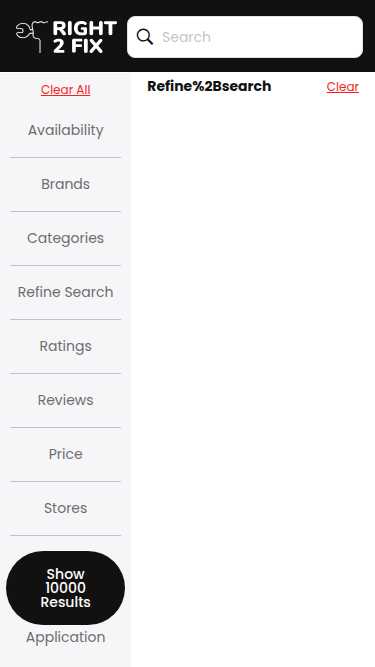 RIGHT
2 FIX
Search
Clear All
Refine%2Bsearch
Clear
Availability
Brands
Categories
Refine Search
Ratings
Reviews
Price
Stores
Show
10000
Results
Application